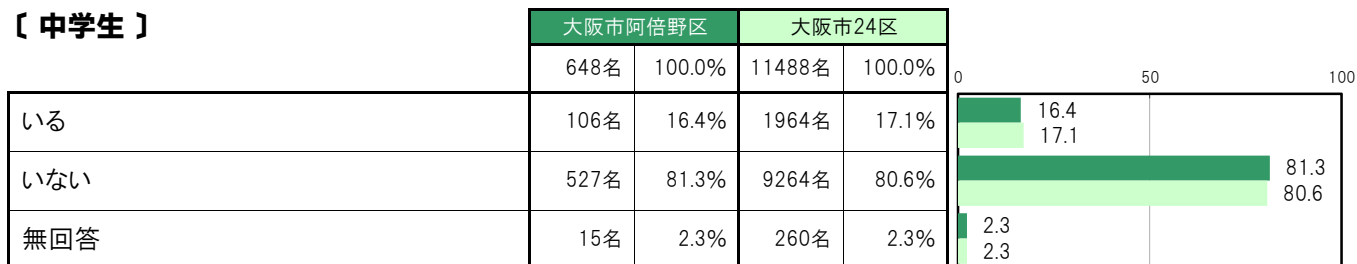 〔 中学生 〕
大阪市阿倍野区 大阪市24区
648名 100.0% 11488名 100.0%
0 50 100
いる 106名 16.4% 1964名 17.1%
16.4
17.1
いない 527名 81.3% 9264名 80.6%
81.3
80.6
無回答 15名 2.3% 260名 2.3%
2.3
2.3